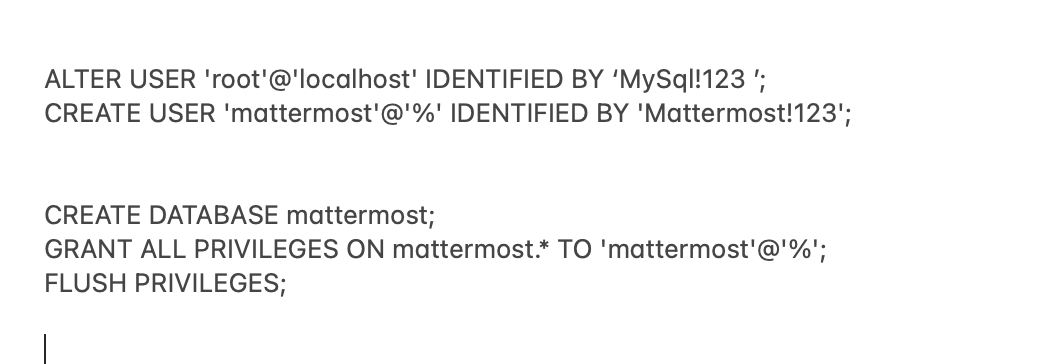 ALTER USER 'root'@'localhost' IDENTIFIED BY ‘MySql!123 ’;
CREATE USER 'mattermost'@'%' IDENTIFIED BY 'Mattermost!123';
CREATE DATABASE mattermost;
GRANT ALL PRIVILEGES ON mattermost.* TO 'mattermost'@'%';
FLUSH PRIVILEGES;